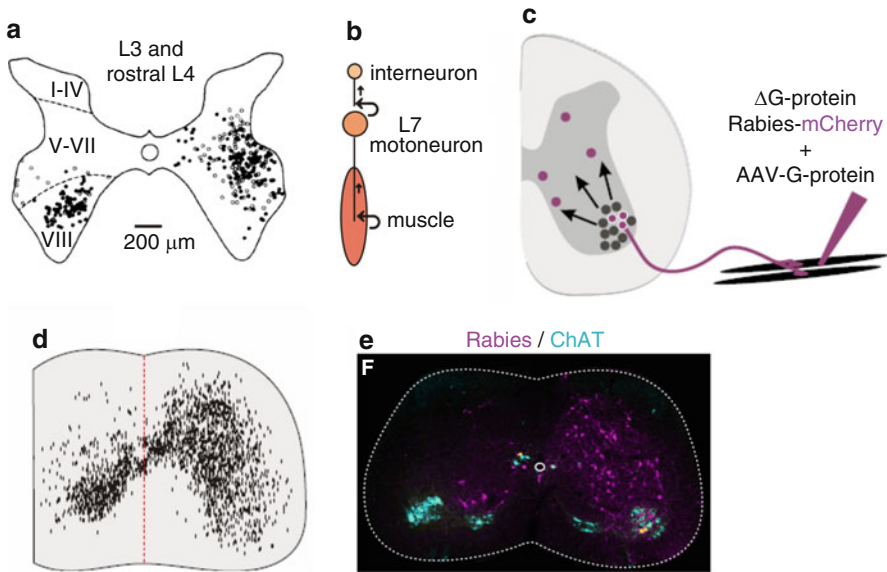 a
L3 and
rostral L4
I-IV
V-VII
VIII
200 μm
b
interneuron
L7
motoneuron
muscle
c
ΔG-protein
Rabies-mCherry
+
AAV-G-protein
d
e
Rabies / ChAT
F